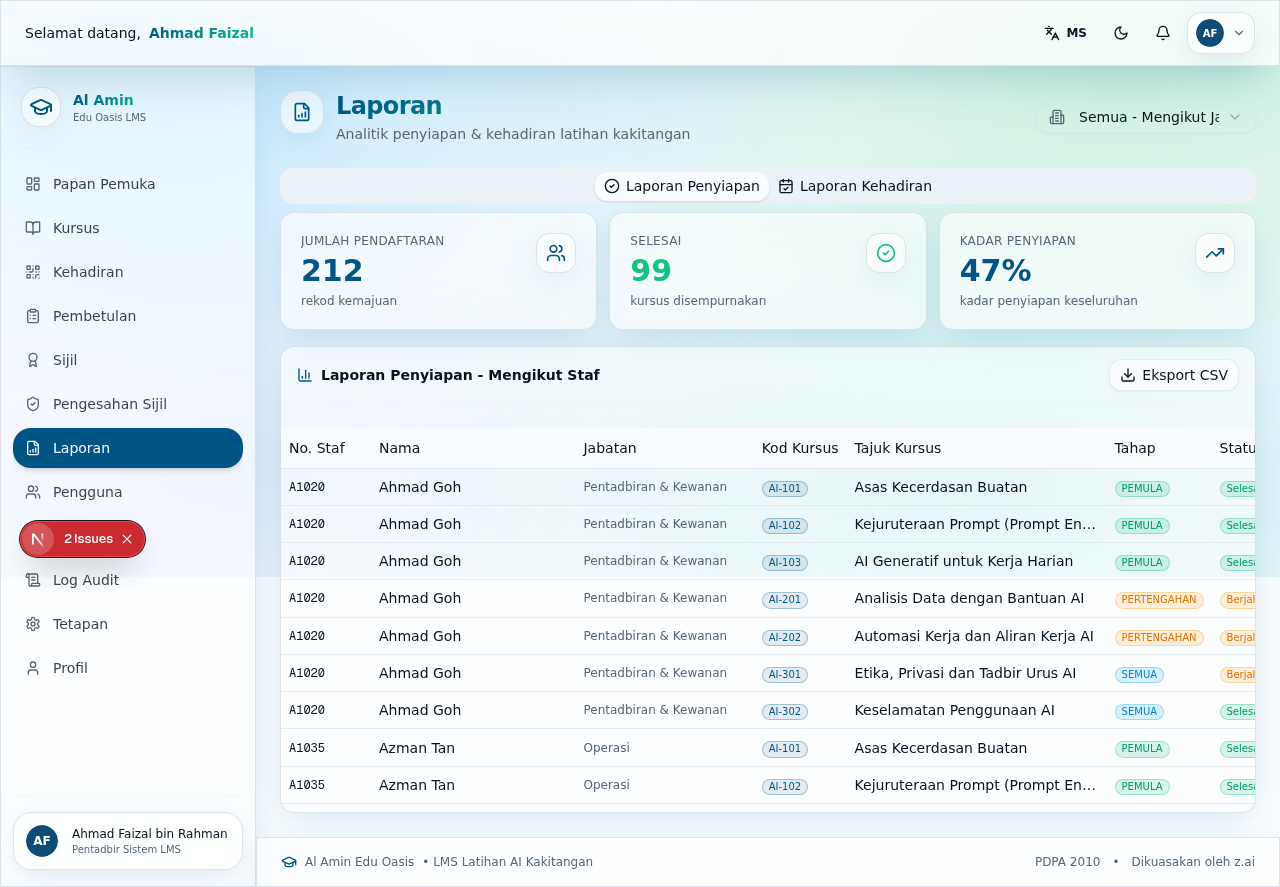 Selamat datang, Ahmad Faizal
MS
AF
Al Amin
Edu Oasis LMS
Papan Pemuka
Kursus
Kehadiran
Pembetulan
Sijil
Pengesahan Sijil
Laporan
Pengguna
2 Issues
Log Audit
Tetapan
Profil
AF
Ahmad Faizal bin Rahman
Pentadbir Sistem LMS
Laporan
Analitik penyiapan & kehadiran latihan kakitangan
Semua - Mengikut Ja
Laporan Penyiapan
Laporan Kehadiran
JUMLAH PENDAFTARAN
212
rekod kemajuan
SELESAI
99
kursus disempurnakan
KADAR PENYIAPAN
47%
kadar penyiapan keseluruhan
Laporan Penyiapan - Mengikut Staf
Eksport CSV
No. Staf Nama Jabatan Kod Kursus Tajuk Kursus Tahap Statu
A1020 Ahmad Goh Pentadbiran & Kewanan AI-101 Asas Kecerdasan Buatan PEMULA Selesa
A1020 Ahmad Goh Pentadbiran & Kewanan AI-102 Kejuruteraan Prompt (Prompt En... PEMULA Selesa
A1020 Ahmad Goh Pentadbiran & Kewanan AI-103 AI Generatif untuk Kerja Harian PEMULA Selesa
A1020 Ahmad Goh Pentadbiran & Kewanan AI-201 Analisis Data dengan Bantuan AI PERTENGAHAN Berjal
A1020 Ahmad Goh Pentadbiran & Kewanan AI-202 Automasi Kerja dan Aliran Kerja AI PERTENGAHAN Berjal
A1020 Ahmad Goh Pentadbiran & Kewanan AI-301 Etika, Privasi dan Tadbir Urus AI SEMUA Berjal
A1020 Ahmad Goh Pentadbiran & Kewanan AI-302 Keselamatan Penggunaan AI SEMUA Selesa
A1035 Azman Tan Operasi AI-101 Asas Kecerdasan Buatan PEMULA Selesa
A1035 Azman Tan Operasi AI-102 Kejuruteraan Prompt (Prompt En... PEMULA Selesa
Al Amin Edu Oasis • LMS Latihan AI Kakitangan
PDPA 2010 • Dikuasakan oleh z.ai